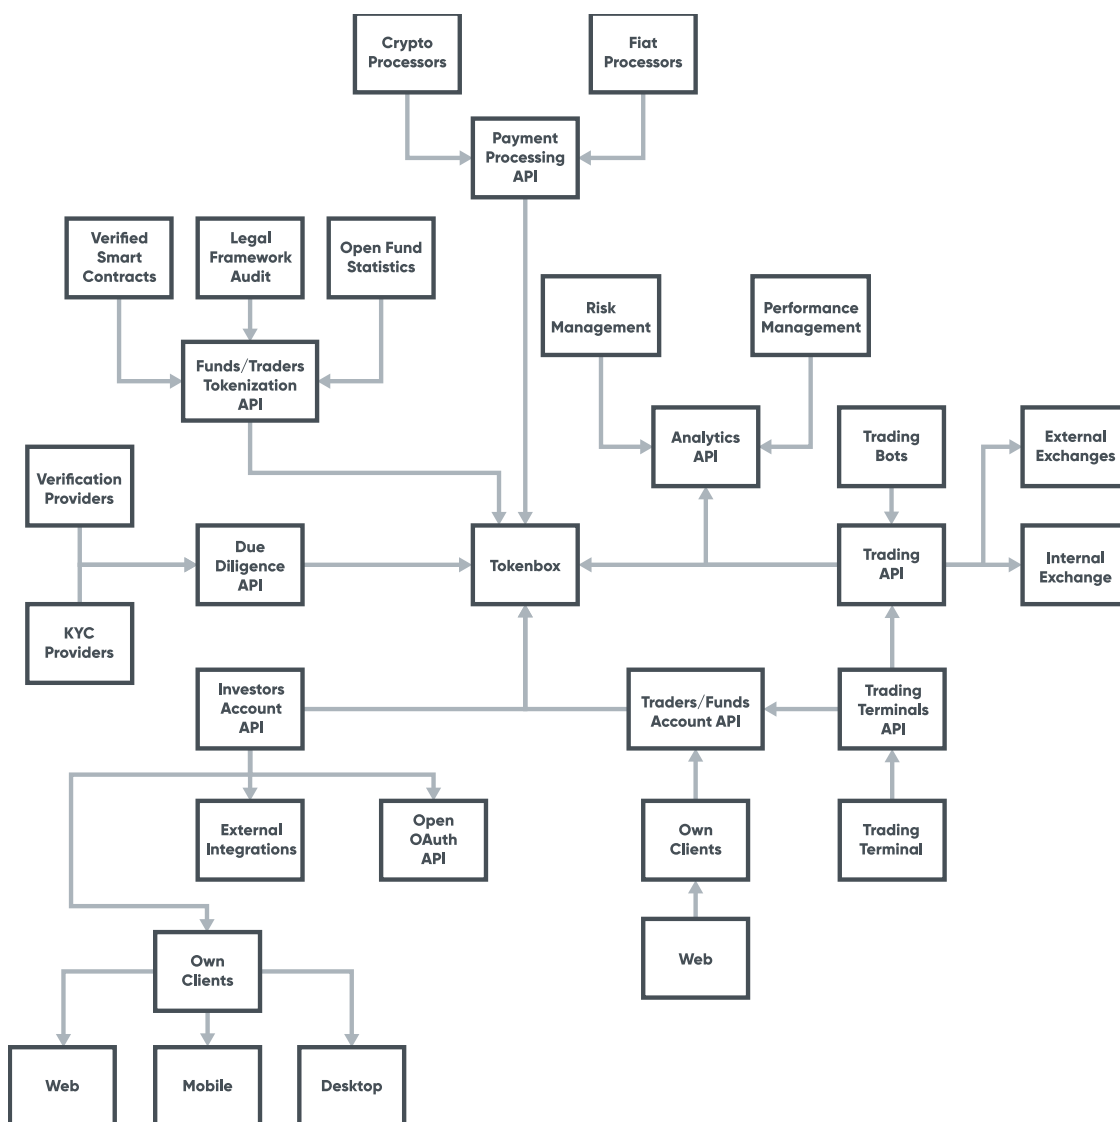 Crypto
Processors
Fiat
Processors
Payment
Processing
API
Verified
Smart
Contracts
Legal
Framework
Audit
Open Fund
Statistics
Risk
Management
Performance
Management
Funds/Traders
Tokenization
API
Analytics
API
Trading
Bots
External
Exchanges
Verification
Providers
Due
Diligence
API
Tokenbox
Trading
API
Internal
Exchange
KYC
Providers
Investors
Account
API
Traders/Funds
Account API
Trading
Terminals
API
External
Integrations
Open
OAuth
API
Own
Clients
Trading
Terminal
Own
Clients
Web
Web
Mobile
Desktop